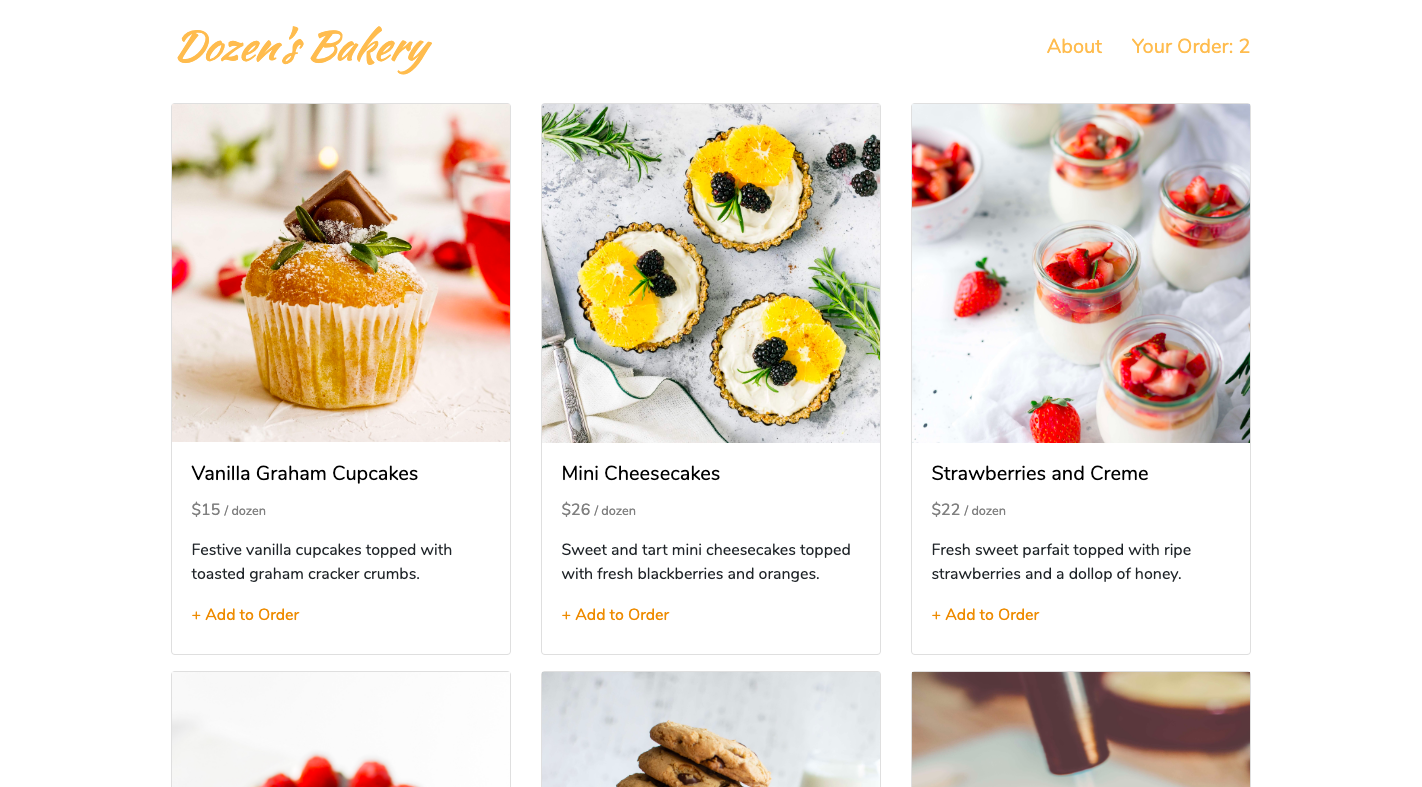 Dozen's Bakery
About
Your Order: 2
Vanilla Graham Cupcakes
$15 / dozen
Festive vanilla cupcakes topped with
toasted graham cracker crumbs.
+ Add to Order
Mini Cheesecakes
$26 / dozen
Sweet and tart mini cheesecakes topped
with fresh blackberries and oranges.
+ Add to Order
Strawberries and Creme
$22 / dozen
Fresh sweet parfait topped with ripe
strawberries and a dollop of honey.
+ Add to Order